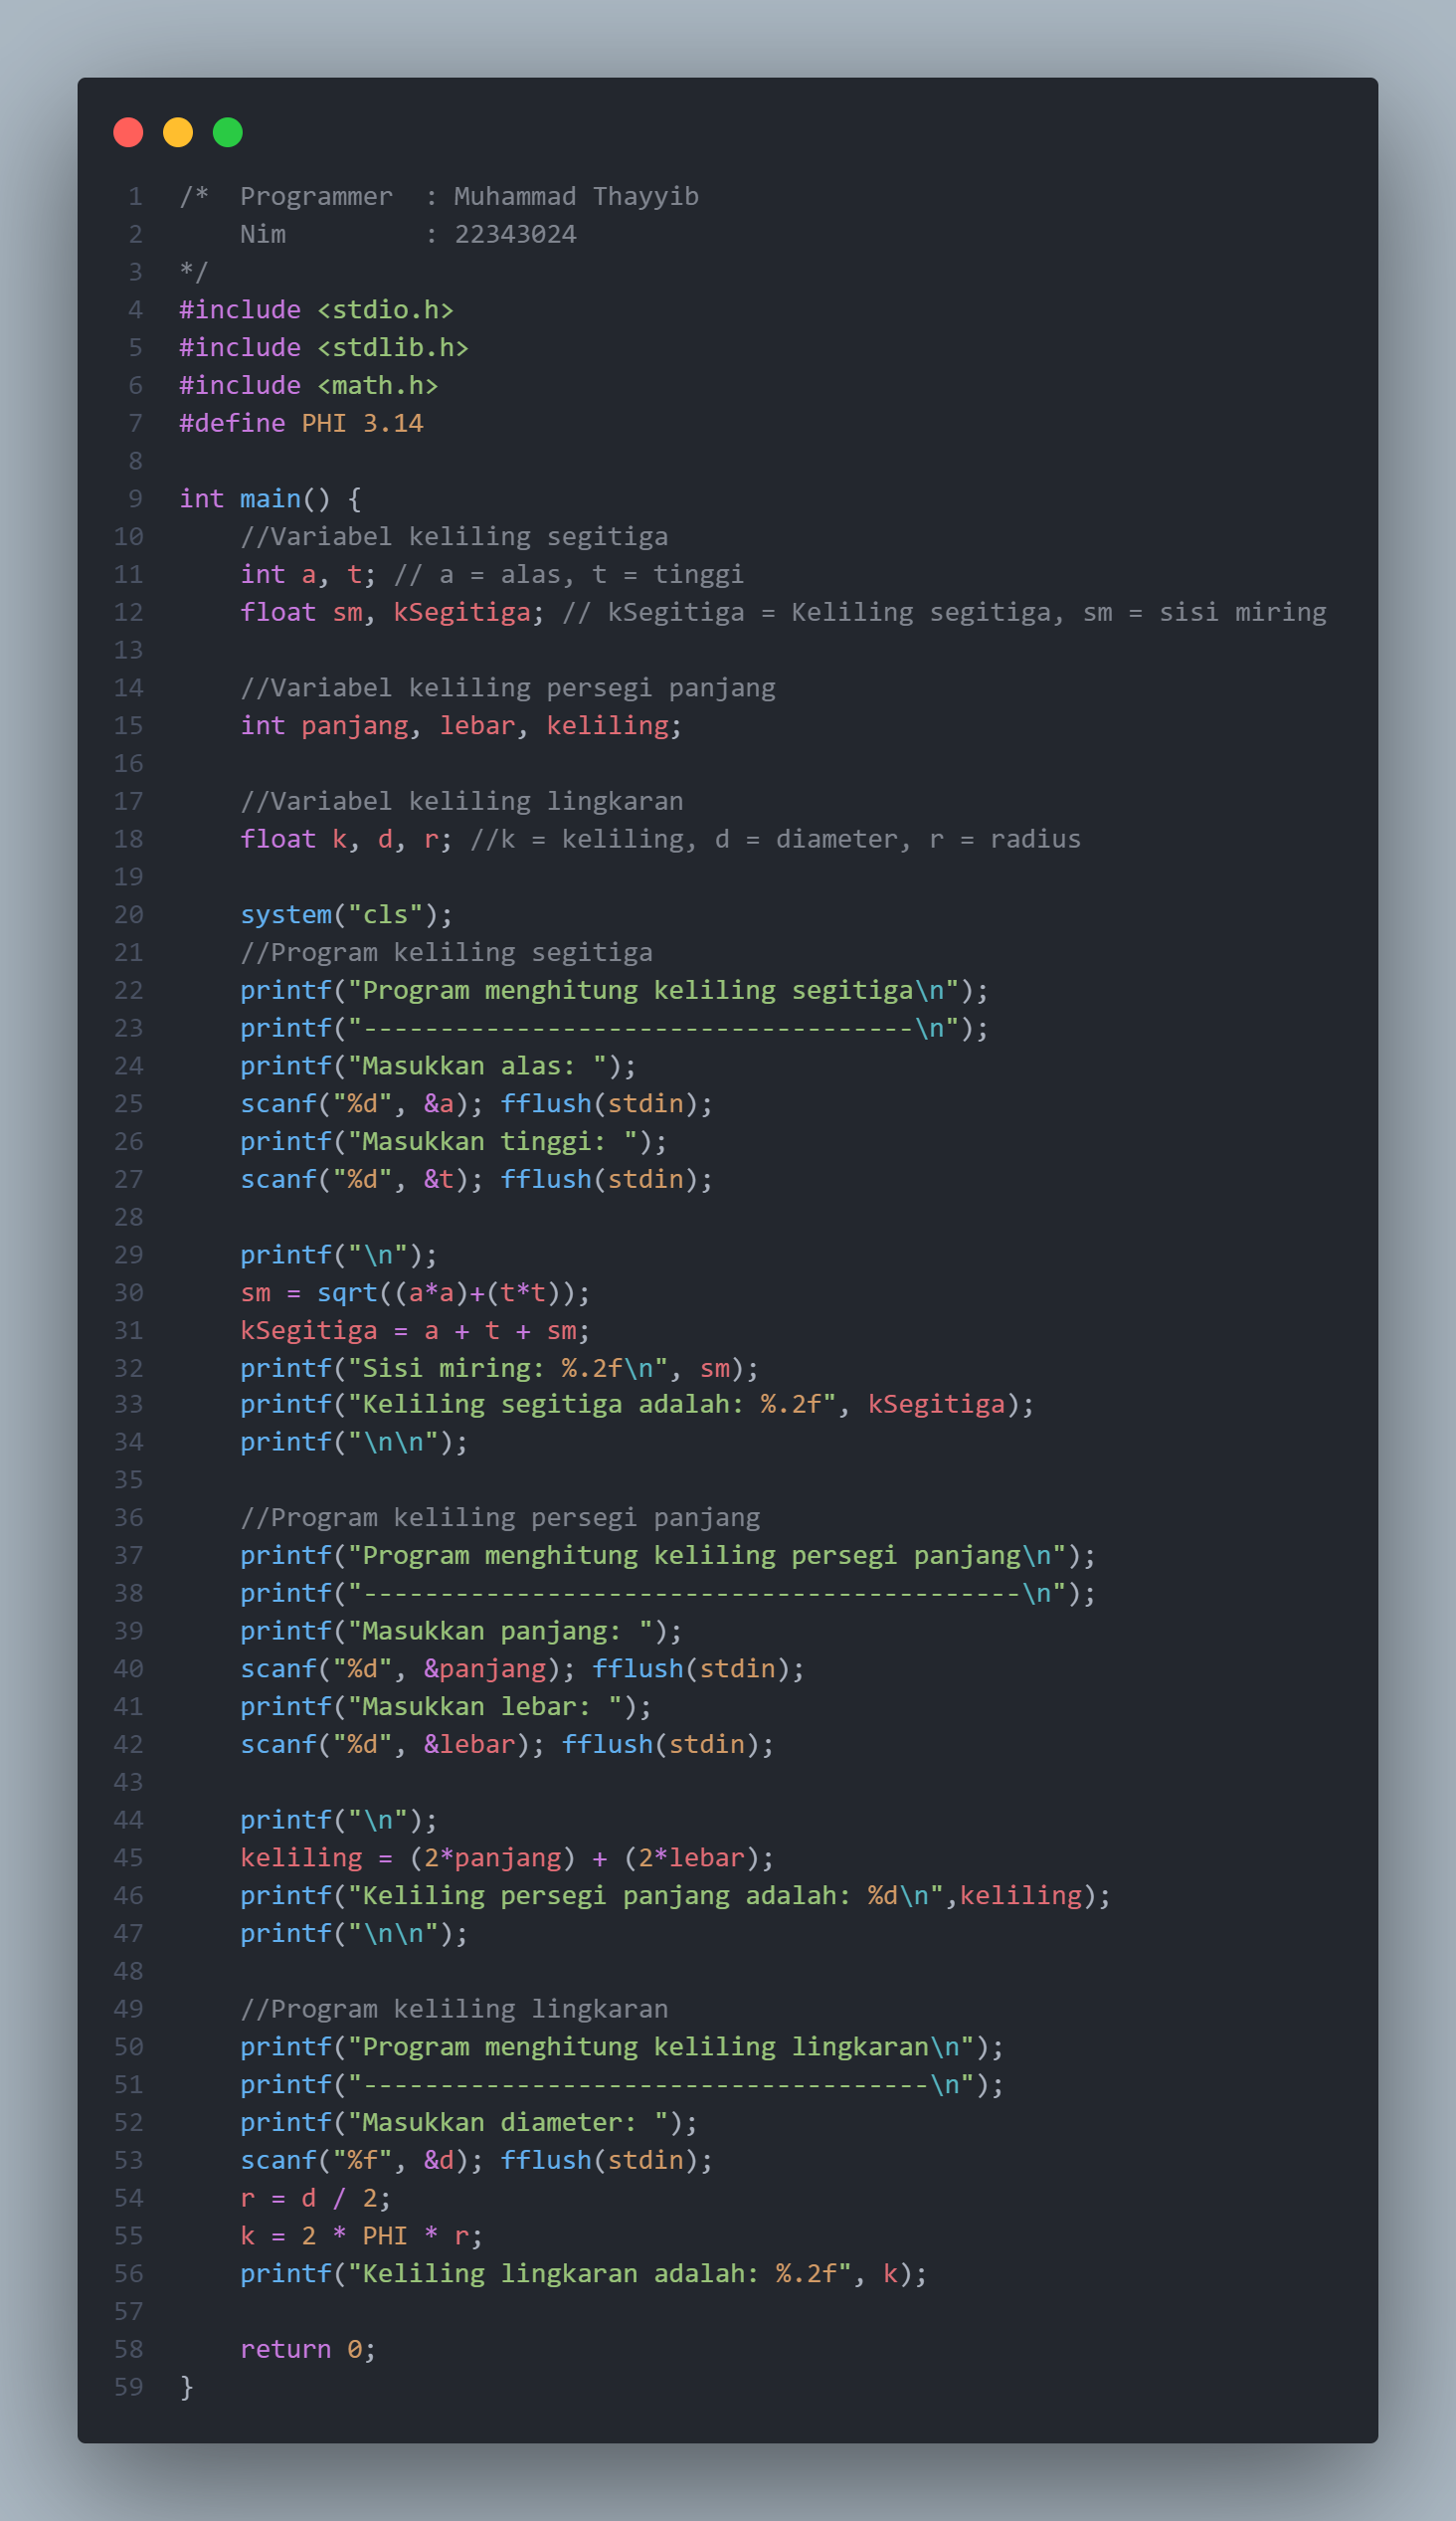 1 /*  Programmer  : Muhammad Thayyib
2     Nim         : 22343024
3 */
4 #include <stdio.h>
5 #include <stdlib.h>
6 #include <math.h>
7 #define PHI 3.14
8
9 int main() {
10     //Variabel keliling segitiga
11     int a, t; // a = alas, t = tinggi
12     float sm, kSegitiga; // kSegitiga = Keliling segitiga, sm = sisi miring
13
14     //Variabel keliling persegi panjang
15     int panjang, lebar, keliling;
16
17     //Variabel keliling lingkaran
18     float k, d, r; //k = keliling, d = diameter, r = radius
19
20     system("cls");
21     //Program keliling segitiga
22     printf("Program menghitung keliling segitiga\n");
23     printf("------------------------------------\n");
24     printf("Masukkan alas: ");
25     scanf("%d", &a); fflush(stdin);
26     printf("Masukkan tinggi: ");
27     scanf("%d", &t); fflush(stdin);
28
29     printf("\n");
30     sm = sqrt((a*a)+(t*t));
31     kSegitiga = a + t + sm;
32     printf("Sisi miring: %.2f\n", sm);
33     printf("Keliling segitiga adalah: %.2f", kSegitiga);
34     printf("\n\n");
35
36     //Program keliling persegi panjang
37     printf("Program menghitung keliling persegi panjang\n");
38     printf("-------------------------------------------\n");
39     printf("Masukkan panjang: ");
40     scanf("%d", &panjang); fflush(stdin);
41     printf("Masukkan lebar: ");
42     scanf("%d", &lebar); fflush(stdin);
43
44     printf("\n");
45     keliling = (2*panjang) + (2*lebar);
46     printf("Keliling persegi panjang adalah: %d\n",keliling);
47     printf("\n\n");
48
49     //Program keliling lingkaran
50     printf("Program menghitung keliling lingkaran\n");
51     printf("-------------------------------------\n");
52     printf("Masukkan diameter: ");
53     scanf("%f", &d); fflush(stdin);
54     r = d / 2;
55     k = 2 * PHI * r;
56     printf("Keliling lingkaran adalah: %.2f", k);
57
58     return 0;
59 }